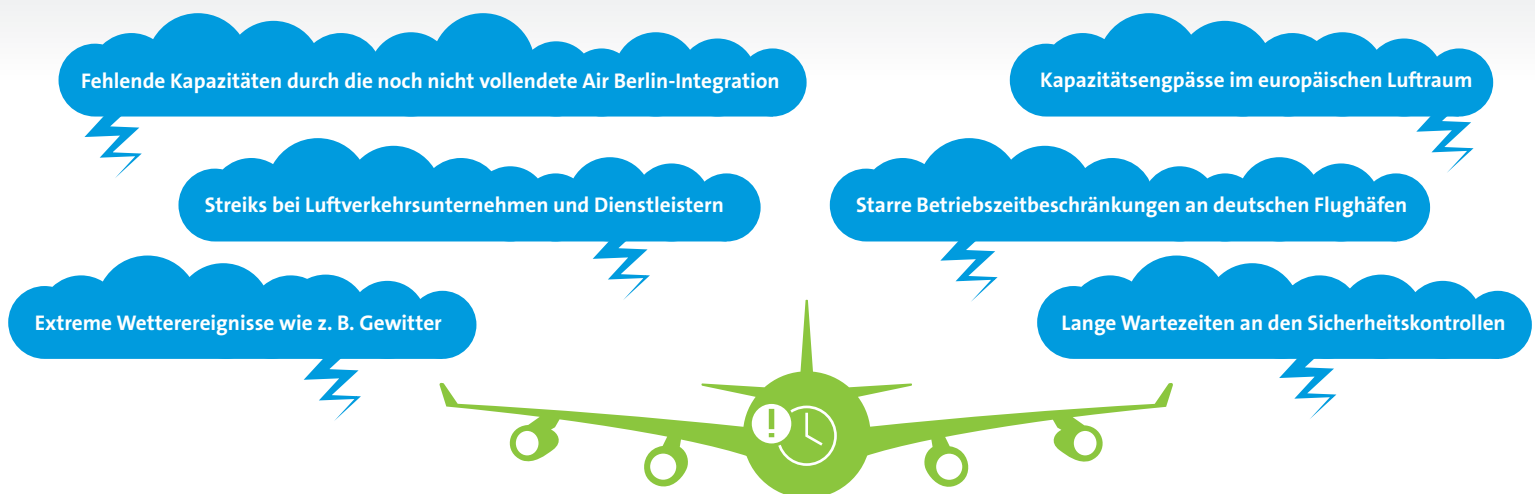 Fehlende Kapazitäten durch die noch nicht vollendete Air Berlin-Integration
Kapazitätsengpässe im europäischen Luftraum
Streiks bei Luftverkehrsunternehmen und Dienstleistern
Starre Betriebszeitbeschränkungen an deutschen Flughäfen
Extreme Wetterereignisse wie z. B. Gewitter
Lange Wartezeiten an den Sicherheitskontrollen
!